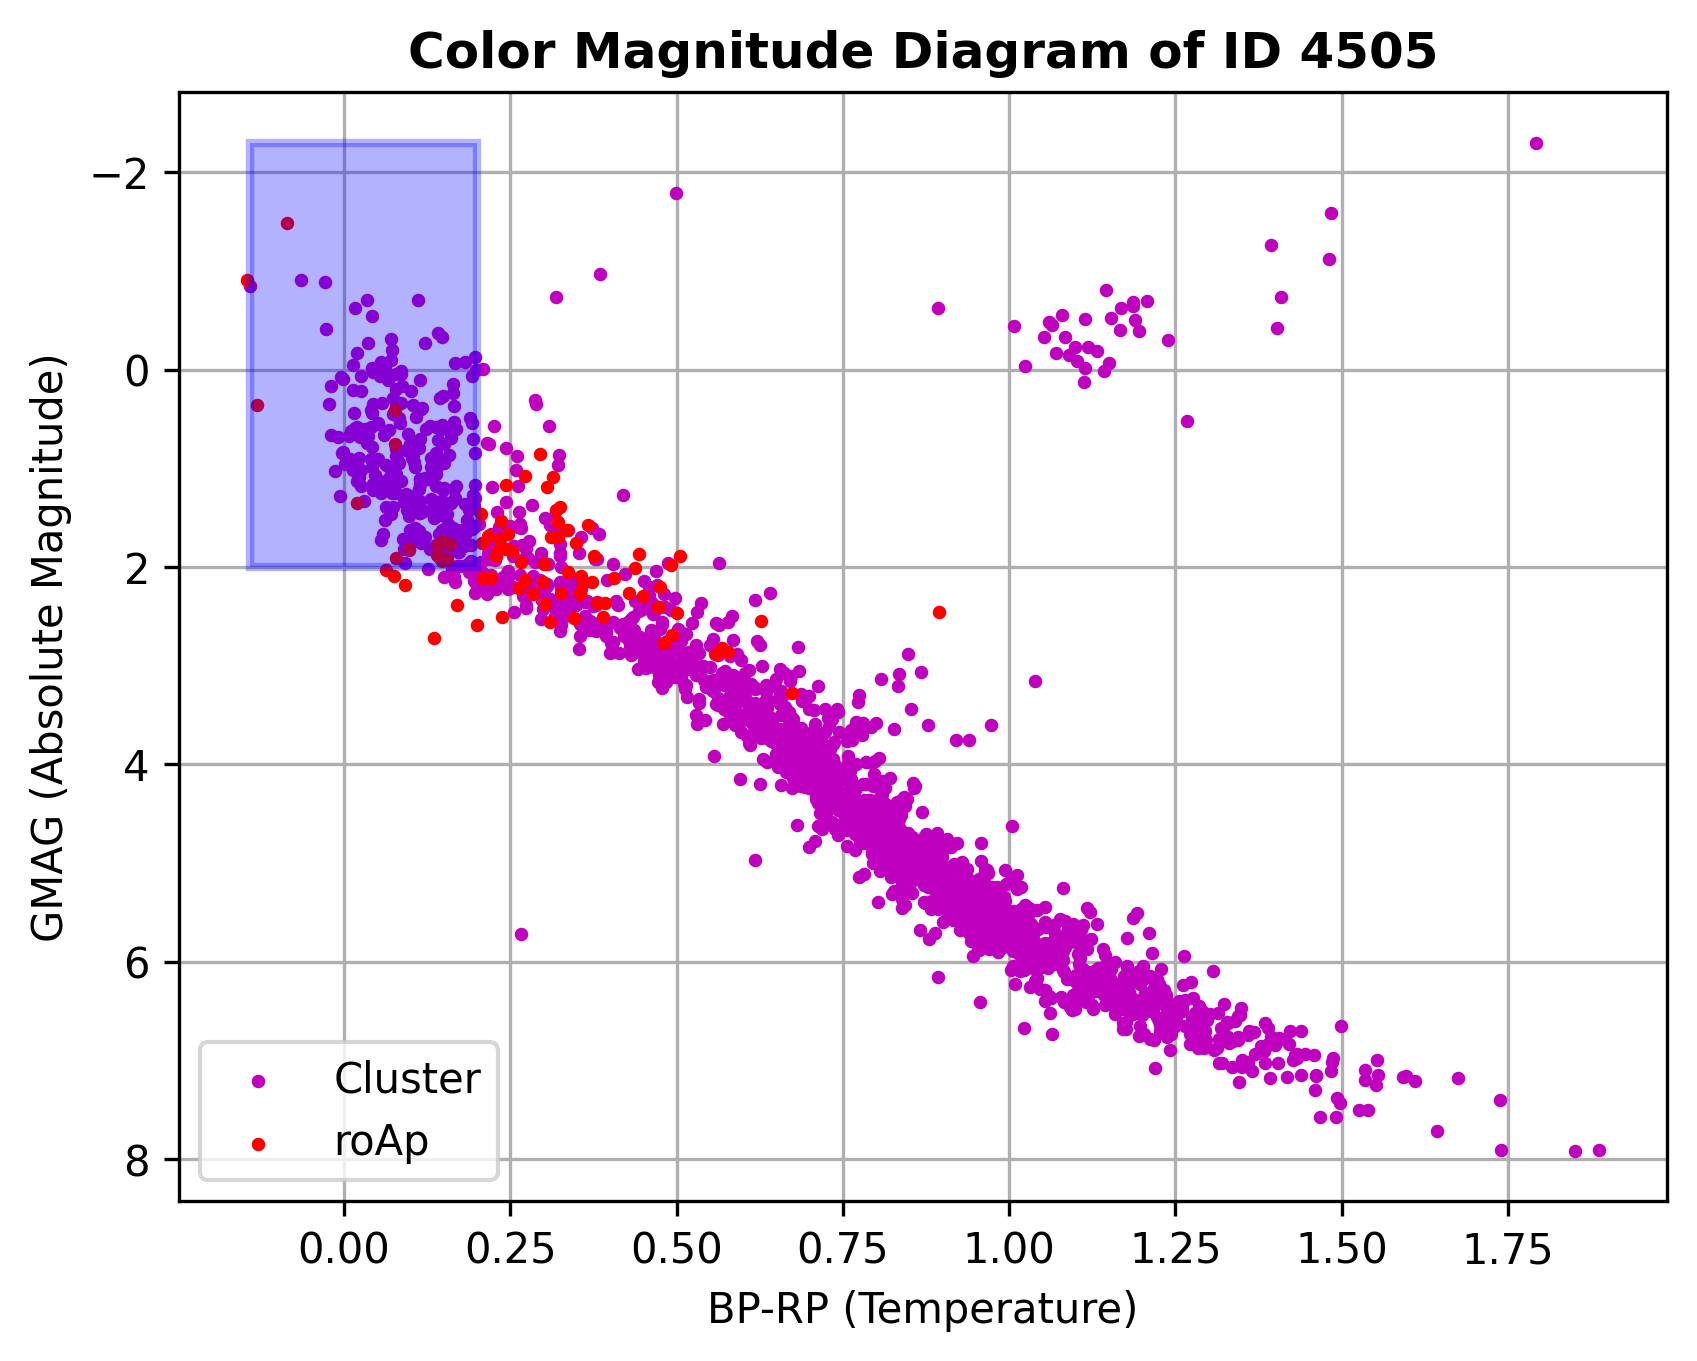 Color Magnitude Diagram of ID 4505
GMAG (Absolute Magnitude)
−2
0
2
4
6
8
Cluster
roAp
0.00 0.25 0.50 0.75 1.00 1.25 1.50 1.75
BP-RP (Temperature)